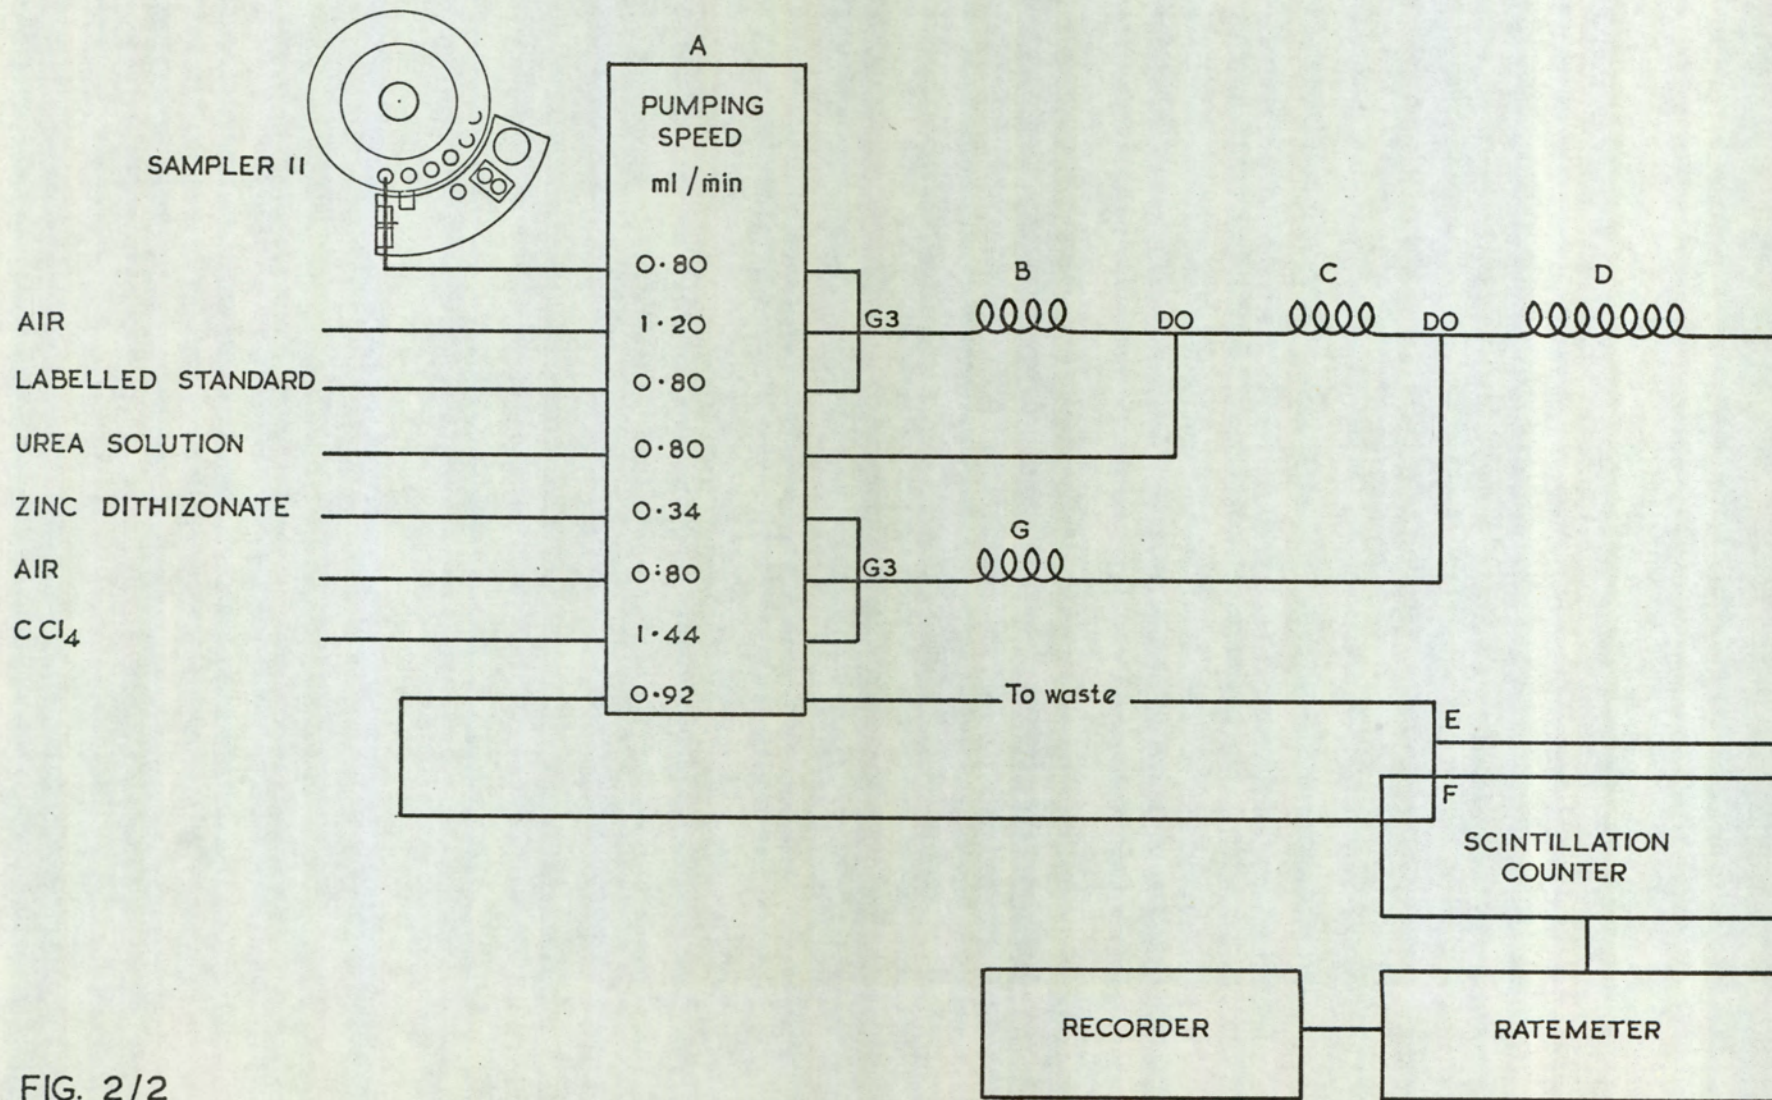 A
PUMPING
SPEED
ml/min
SAMPLER II
0·80
AIR
1·20
G3
B
DO
C
DO
D
LABELLED STANDARD
0·80
UREA SOLUTION
0·80
ZINC DITHIZONATE
0·34
AIR
0·80
G3
G
CCl4
1·44
0·92
To waste
E
F
SCINTILLATION
COUNTER
RECORDER
RATEMETER
FIG. 2/2